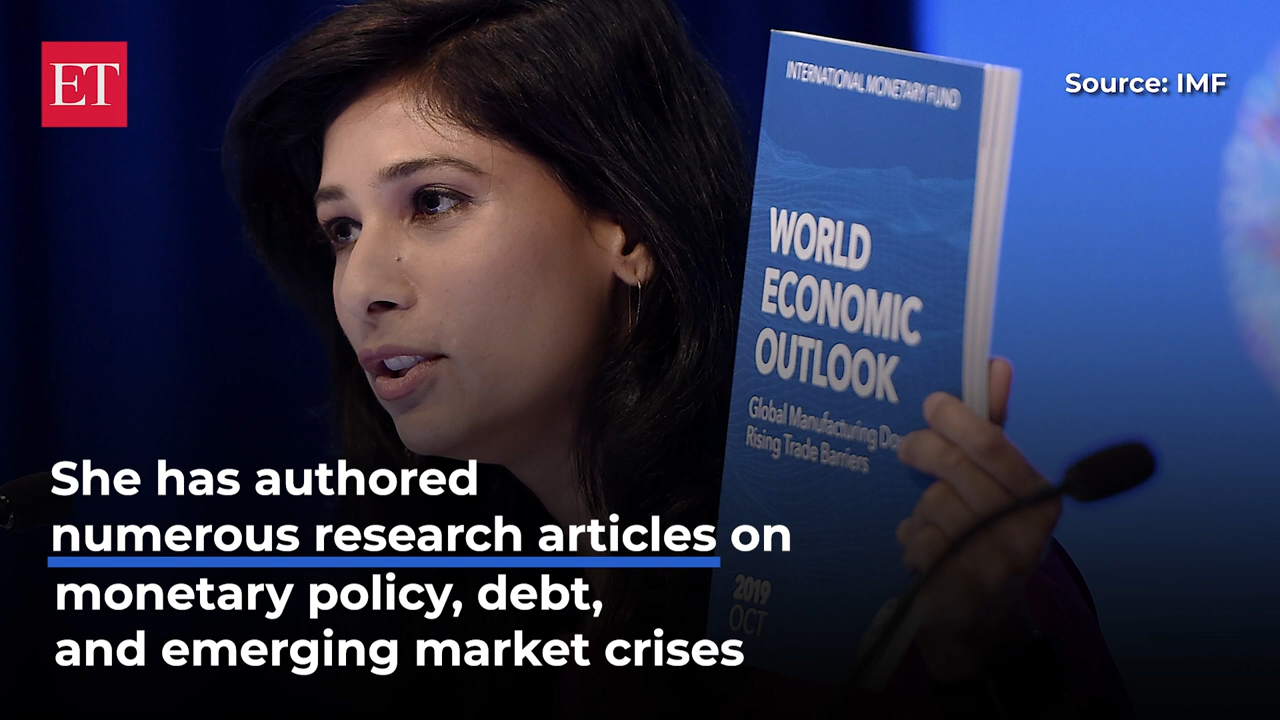 ET
Source: IMF
INTERNATIONAL MONETARY FUND
WORLD
ECONOMIC
OUTLOOK
Global Manufacturing
Rising Trade Barriers
2019
OCT
She has authored
numerous research articles on
monetary policy, debt,
and emerging market crises